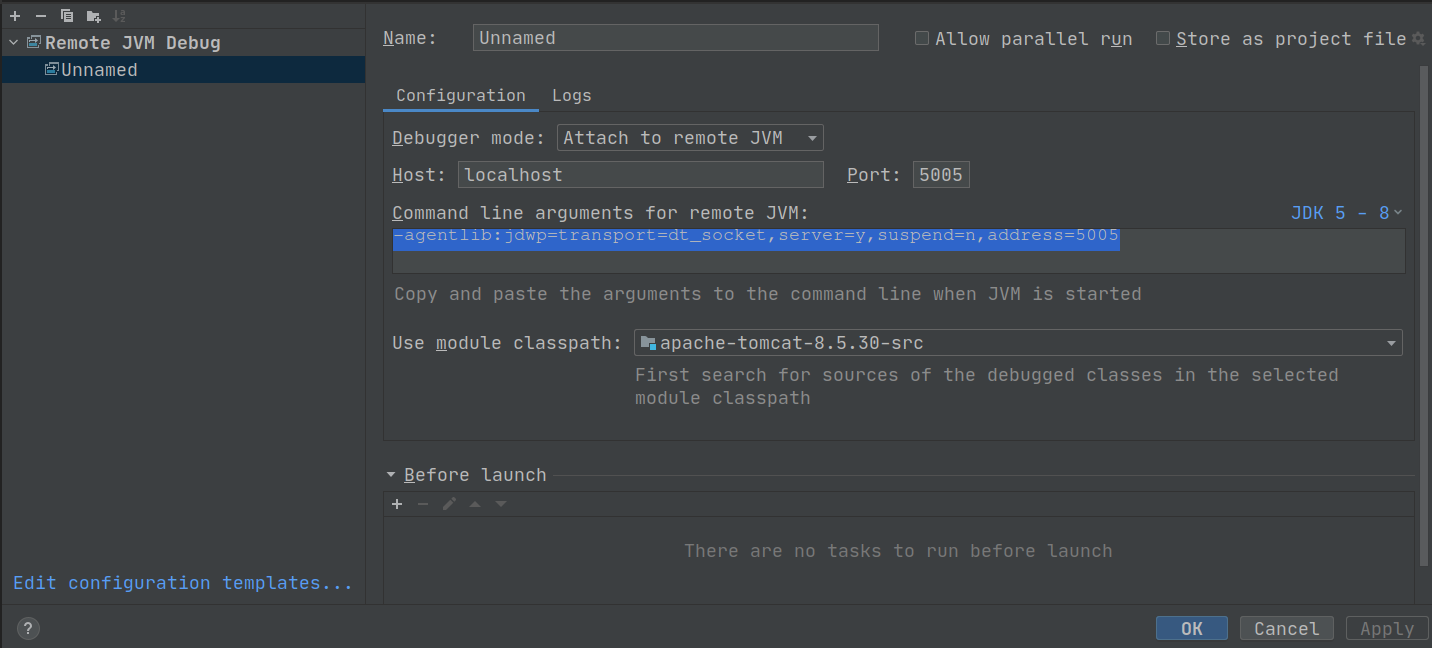 Remote JVM Debug
Unnamed
Edit configuration templates...
?
Name: Unnamed Allow parallel run Store as project file
Configuration Logs
Debugger mode: Attach to remote JVM
Host: localhost Port: 5005
Command line arguments for remote JVM: JDK 5 - 8
-agentlib:jdwp=transport=dt_socket,server=y,suspend=n,address=5005
Copy and paste the arguments to the command line when JVM is started
Use module classpath: apache-tomcat-8.5.30-src
First search for sources of the debugged classes in the selected
module classpath
Before launch
There are no tasks to run before launch
OK Cancel Apply